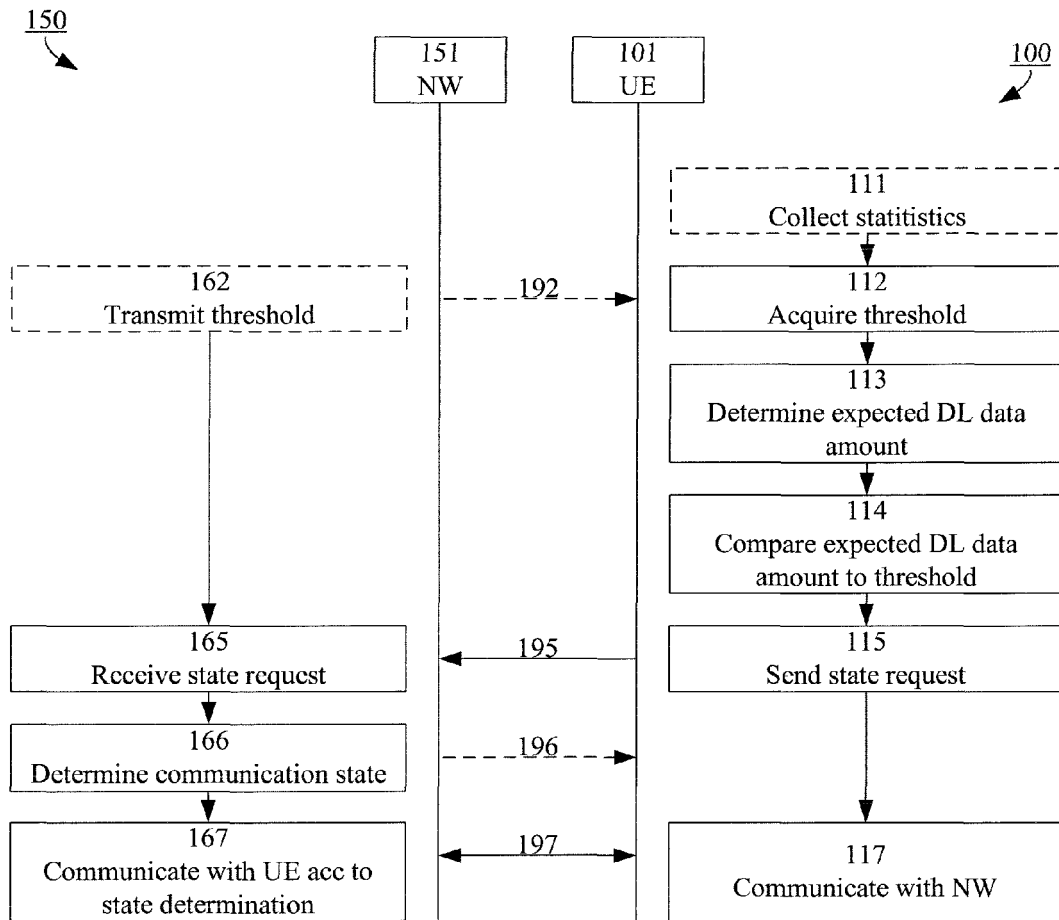 150
151
NW
101
UE
100
111
Collect statitistics
162
Transmit threshold
192
112
Acquire threshold
113
Determine expected DL data
amount
114
Compare expected DL data
amount to threshold
165
Receive state request
195
115
Send state request
166
Determine communication state
196
167
Communicate with UE acc to
state determination
197
117
Communicate with NW